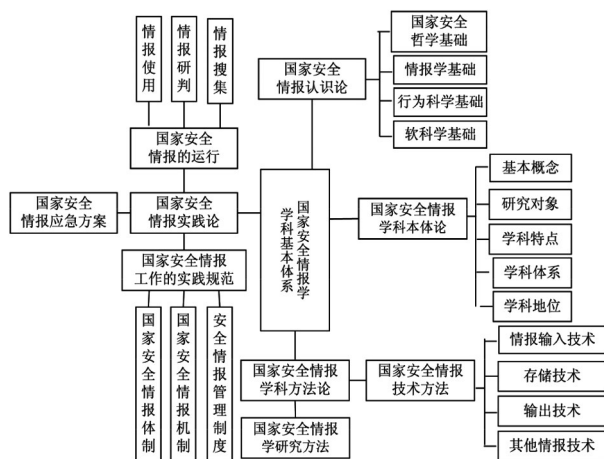 情报使用
情报研判
情报搜集
国家安全
情报的运行
国家安全
情报应急方案
国家安全
情报实践论
国家安全情报
工作的实践规范
国家安全情报体制
国家安全情报机制
安全情报管理制度
国家安全
情报认识论
国家安全
哲学基础
情报学基础
行为科学基础
软科学基础
国家安全情报学
学科基本体系
国家安全情报
学科本体论
基本概念
研究对象
学科特点
学科体系
学科地位
国家安全情报
学科方法论
国家安全情报
学研究方法
国家安全情报
技术方法
情报输入技术
存储技术
输出技术
其他情报技术